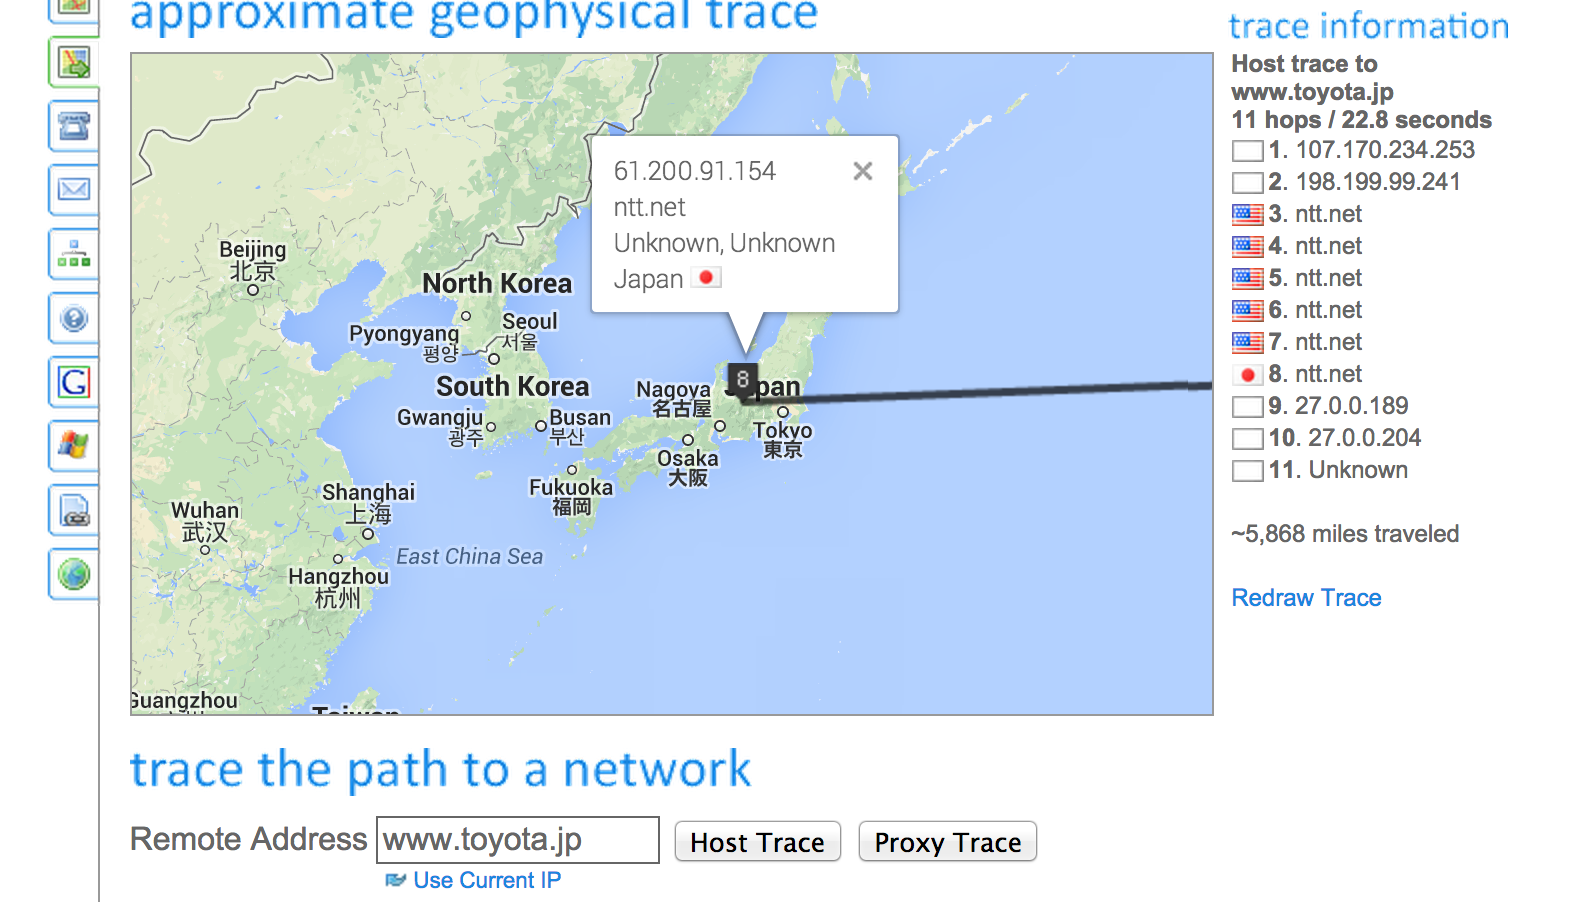 approximate geophysical trace
61.200.91.154
ntt.net
Unknown, Unknown
Japan
Beijing
北京
North Korea
Pyongyang
평양
Seoul
서울
South Korea
Gwangju
광주
Busan
부산
Nagoya
名古屋
8
Japan
Tokyo
東京
Osaka
大阪
Fukuoka
福岡
Shanghai
上海
Wuhan
武汉
East China Sea
Hangzhou
杭州
Guangzhou
Taiwan
trace information
Host trace to
www.toyota.jp
11 hops / 22.8 seconds
1. 107.170.234.253
2. 198.199.99.241
3. ntt.net
4. ntt.net
5. ntt.net
6. ntt.net
7. ntt.net
8. ntt.net
9. 27.0.0.189
10. 27.0.0.204
11. Unknown
~5,868 miles traveled
Redraw Trace
trace the path to a network
Remote Address www.toyota.jp Host Trace Proxy Trace
Use Current IP